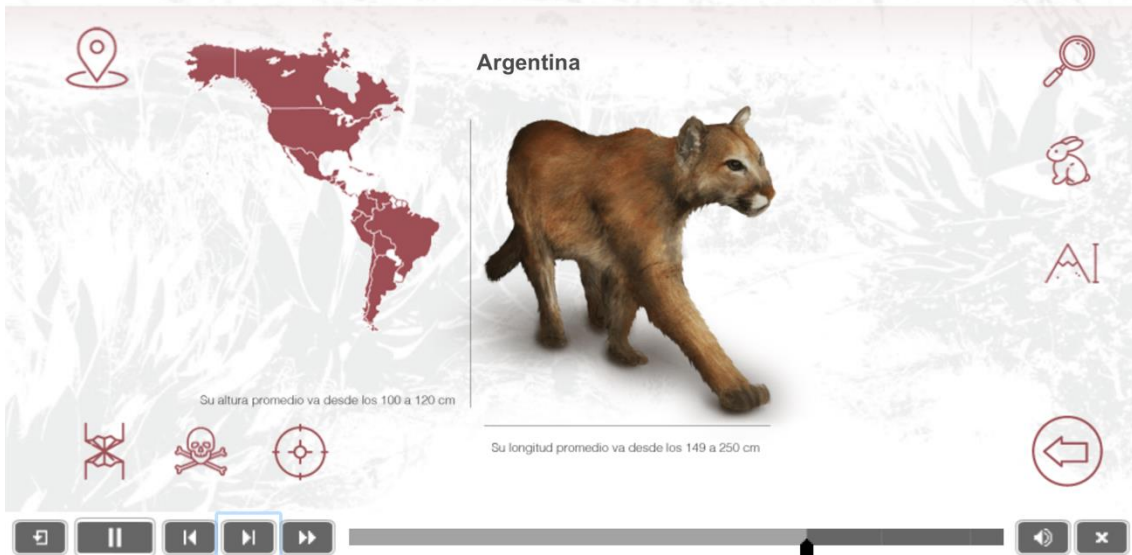 Argentina
Su altura promedio va desde los 100 a 120 cm
Su longitud promedio va desde los 149 a 250 cm